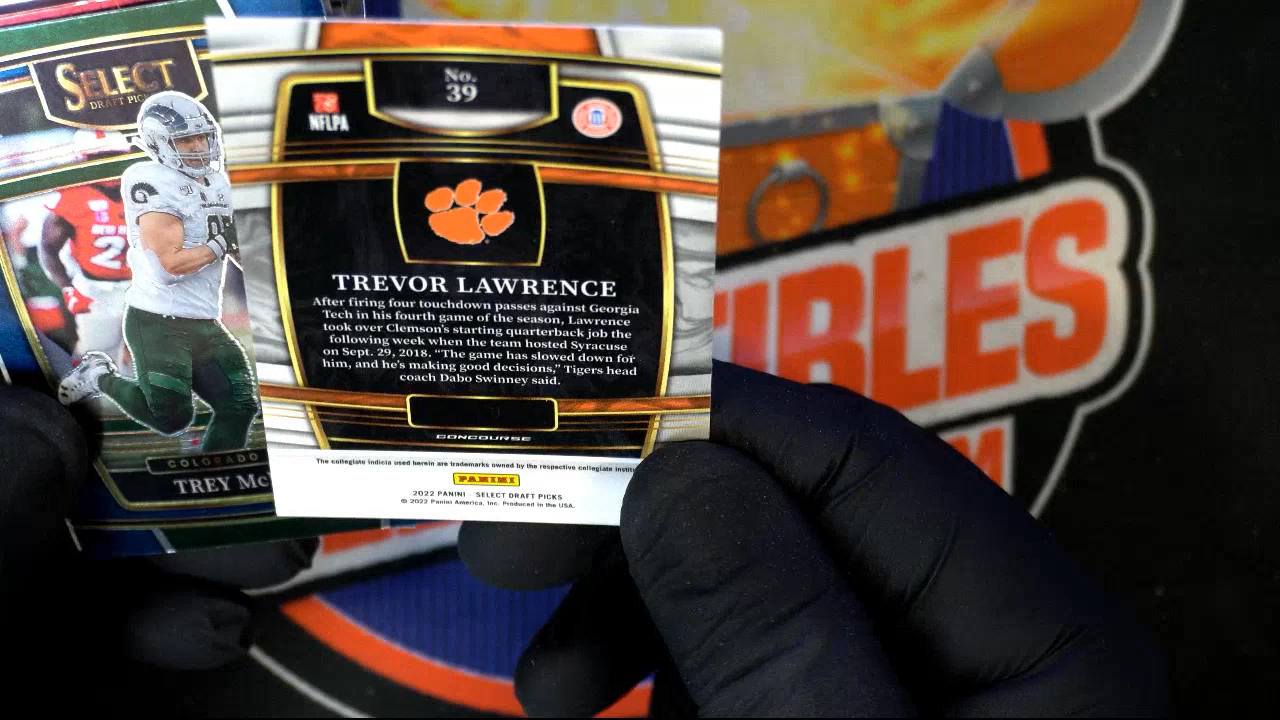 SELECT
DRAFT PICKS
COLORADO
TREY Mc
No.
39
NFLPA
TREVOR LAWRENCE
After firing four touchdown passes against Georgia
Tech in his fourth game of the season, Lawrence
took over Clemson's starting quarterback job the
following week when the team hosted Syracuse
on Sept. 29, 2018. “The game has slowed down for
him, and he's making good decisions,” Tigers head
coach Dabo Swinney said.
CONCOURSE
The collegiate indicia used herein are trademarks owned by the respective collegiate instit
PANINI
2022 PANINI - SELECT DRAFT PICKS
© 2022 Panini America, Inc. Produced in the USA.
IBLES
M